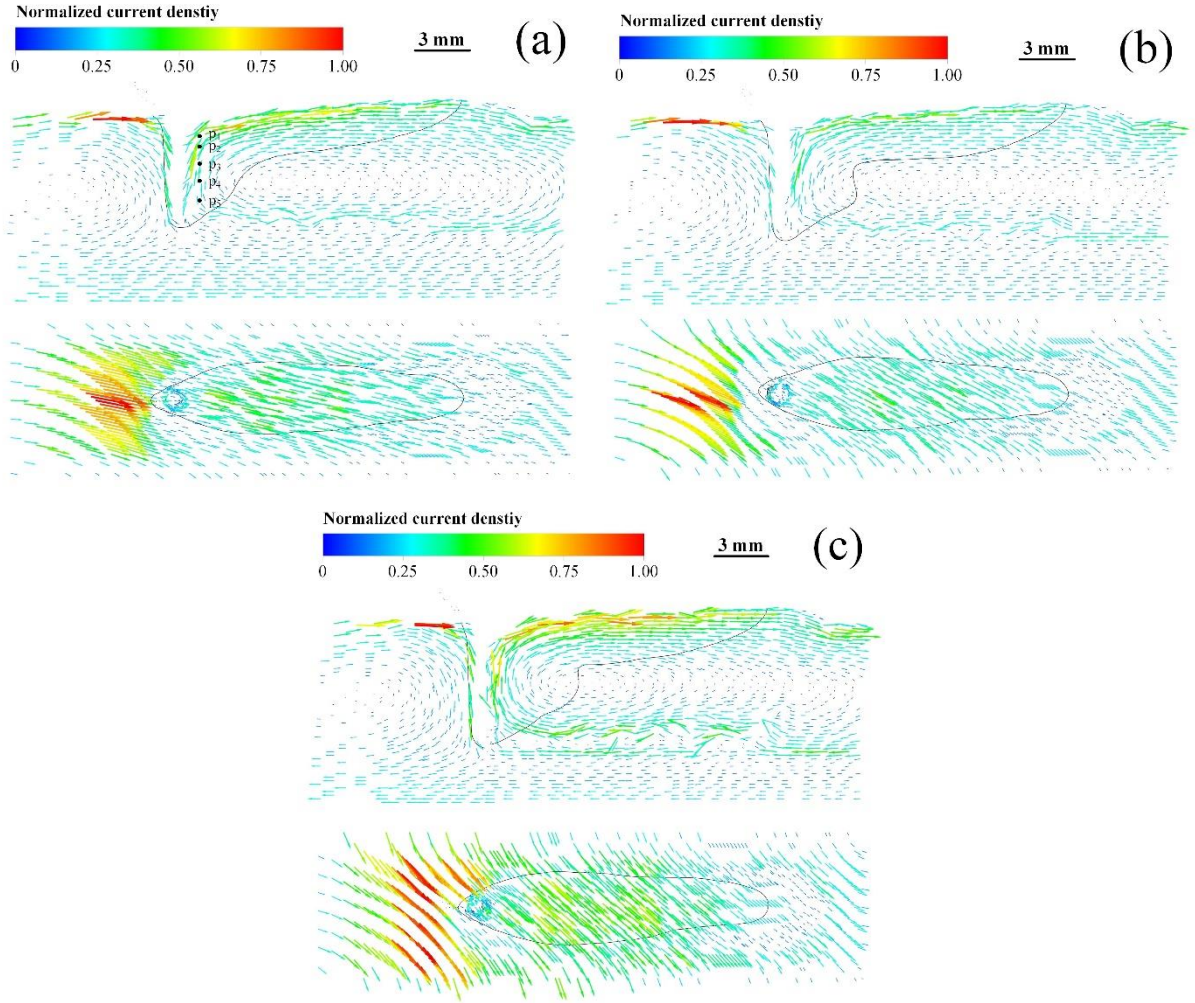 Normalized current denstiy
3 mm
(a)
0 0.25 0.50 0.75 1.00
p1
p2
p3
p4
p5
Normalized current denstiy
3 mm
(b)
0 0.25 0.50 0.75 1.00
Normalized current denstiy
3 mm
(c)
0 0.25 0.50 0.75 1.00